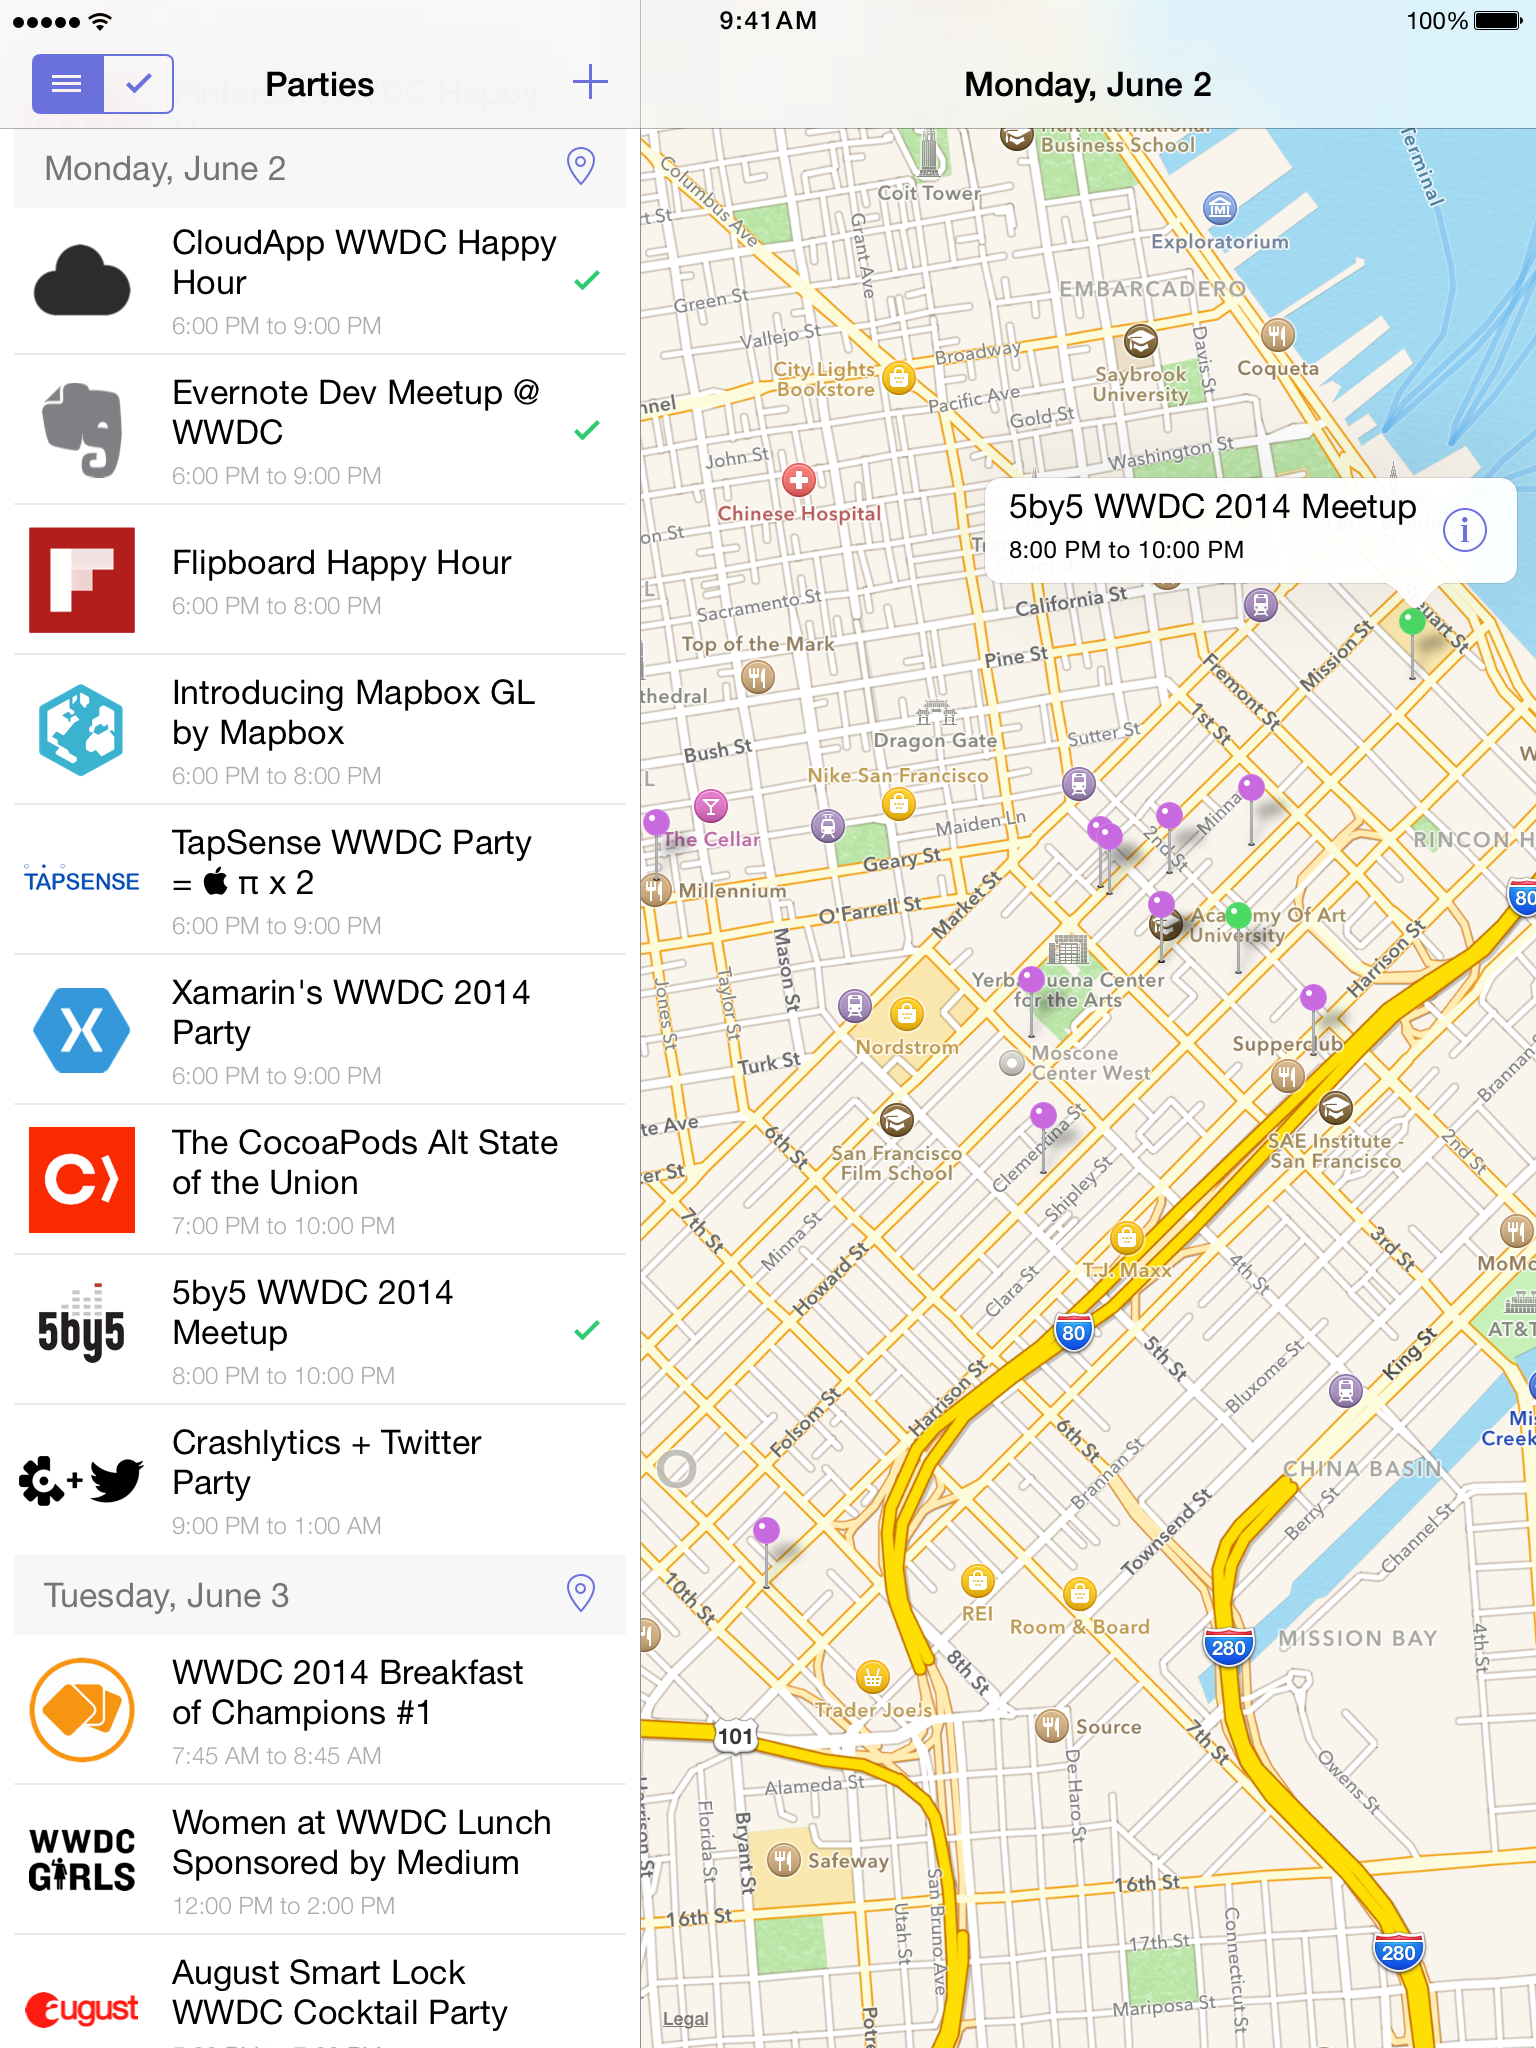 9:41AM
100%
Parties
Monday, June 2
Monday, June 2
CloudApp WWDC Happy
Hour
6:00 PM to 9:00 PM
Evernote Dev Meetup @
WWDC
6:00 PM to 9:00 PM
Flipboard Happy Hour
6:00 PM to 8:00 PM
Introducing Mapbox GL
by Mapbox
6:00 PM to 8:00 PM
TAPSENSE
TapSense WWDC Party
= π x 2
6:00 PM to 9:00 PM
Xamarin's WWDC 2014
Party
6:00 PM to 9:00 PM
The CocoaPods Alt State
of the Union
7:00 PM to 10:00 PM
5by5
5by5 WWDC 2014
Meetup
8:00 PM to 10:00 PM
Crashlytics + Twitter
Party
9:00 PM to 1:00 AM
Tuesday, June 3
WWDC 2014 Breakfast
of Champions #1
7:45 AM to 8:45 AM
WWDC
GIRLS
Women at WWDC Lunch
Sponsored by Medium
12:00 PM to 2:00 PM
august
August Smart Lock
WWDC Cocktail Party
Business School
Terminal
Columbus Ave
Coit Tower
Exploratorium
Grant Ave
EMBARCADERO
Green St
Vallejo St
Broadway
Davis St
Coqueta
City Lights
Bookstore
Saybrook
University
Pacific Ave
Gold St
John St
Washington St
Chinese Hospital
5by5 WWDC 2014 Meetup
8:00 PM to 10:00 PM
Sacramento St
California St
Top of the Mark
Pine St
Mission St
Fremont St
1st St
Dragon Gate
Bush St
Sutter St
Nike San Francisco
The Cellar
Maiden Ln
2nd St
Minna
RINCON H
Geary St
Millennium
O'Farrell St
Market St
80
Academy Of Art
University
Mason St
Taylor St
Jones St
Harrison St
Yerba Buena Center
for the Arts
Nordstrom
Moscone
Center West
Supperclub
Turk St
Brannan S
te Ave
6th St
San Francisco
Film School
Clementina St
SAE Institute -
San Francisco
2nd St
Shipley St
7th St
Minna St
Howard St
T.J. Maxx
Clara St
4th St
3rd St
MoMo
AT&T
80
5th St
King St
Bluxome St
Harrison St
Folsom St
6th St
Brannan St
Mis
Creek
CHINA BASIN
Townsend St
Berry St
Channel St
10th St
REI
Room & Board
280
MISSION BAY
4th St
8th St
Trader Joe's
101
Source
7th St
Owens St
Alameda St
De Haro St
Florida St
Bryant St
Safeway
San Bruno Ave
Utah St
16th St
16th St
17th St
Connecticut St
280
Mariposa St
Potre
Legal